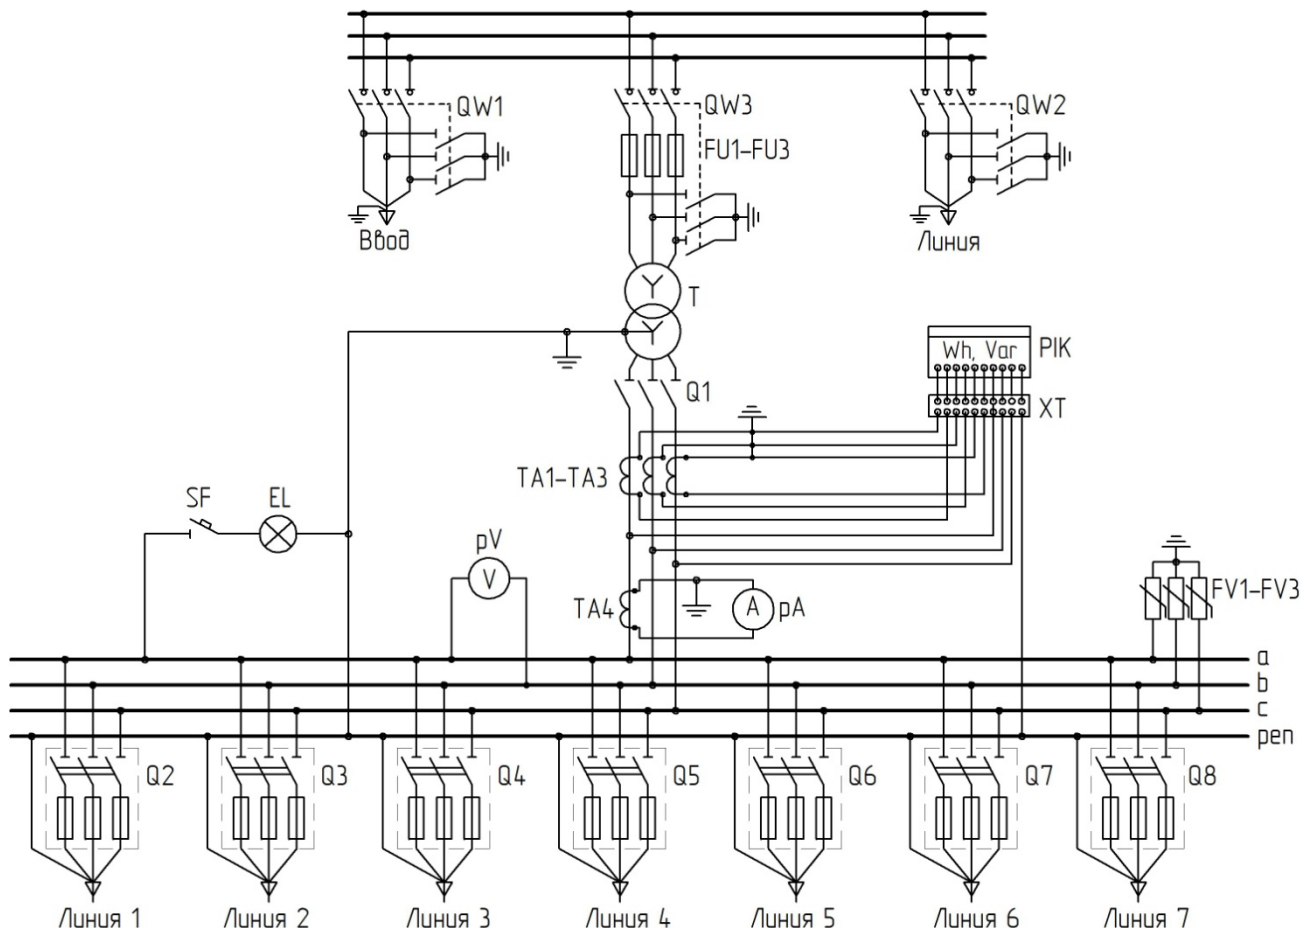 QW1
QW3
QW2
FU1-FU3
Ввод
Линия
T
Wh, Var
PIK
Q1
XT
TA1-TA3
SF
EL
pV
V
TA4
A
pA
FV1-FV3
a
b
c
pen
Q2
Q3
Q4
Q5
Q6
Q7
Q8
Линия 1
Линия 2
Линия 3
Линия 4
Линия 5
Линия 6
Линия 7